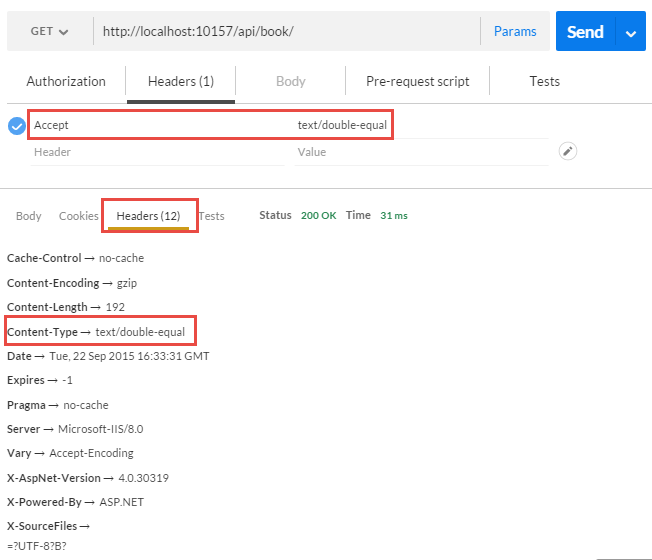 GET http://localhost:10157/api/book/ Params Send
Authorization Headers (1) Body Pre-request script Tests
Accept text/double-equal
Header Value
Body Cookies Headers (12) Tests Status 200 OK Time 31 ms
Cache-Control → no-cache
Content-Encoding → gzip
Content-Length → 192
Content-Type → text/double-equal
Date → Tue, 22 Sep 2015 16:33:31 GMT
Expires → -1
Pragma → no-cache
Server → Microsoft-IIS/8.0
Vary → Accept-Encoding
X-AspNet-Version → 4.0.30319
X-Powered-By → ASP.NET
X-SourceFiles →
=?UTF-8?B?